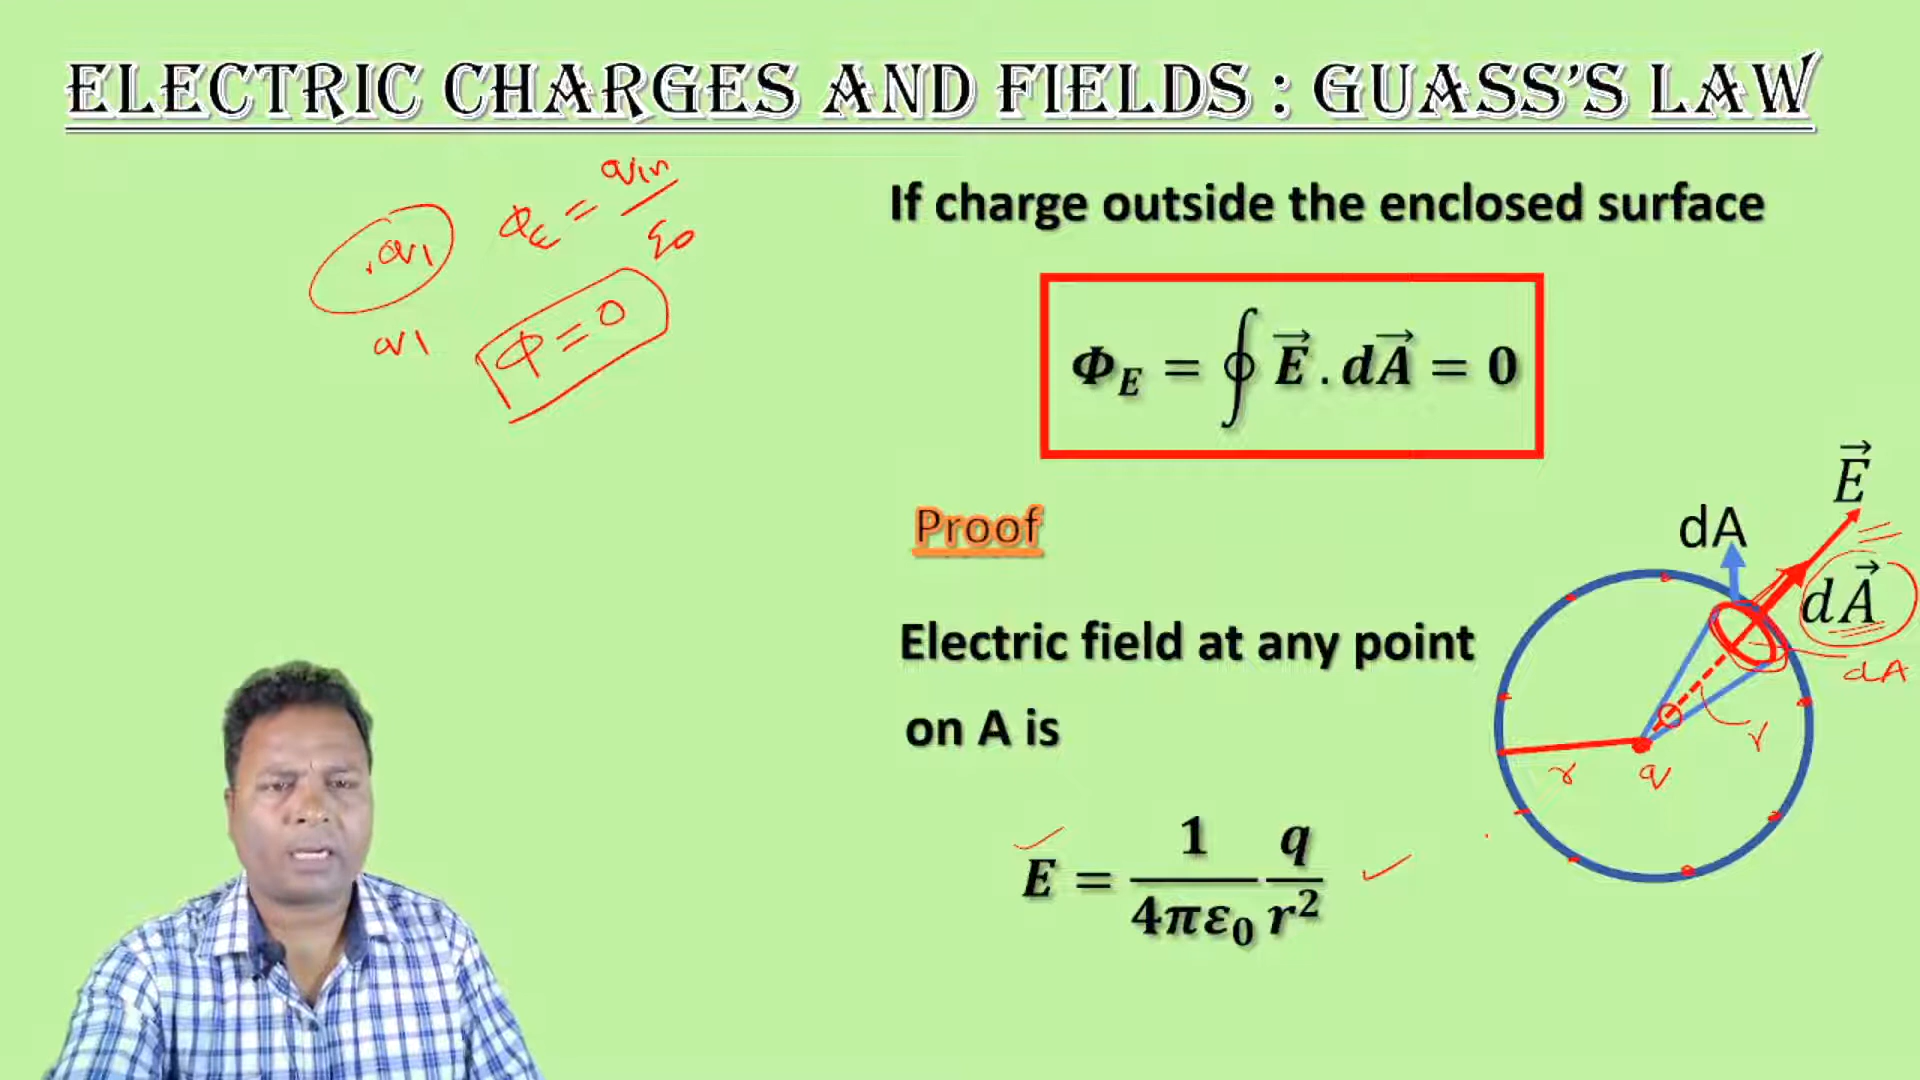 ELECTRIC CHARGES AND FIELDS : GUASS'S LAW
Φ_E = q_in / ε0
.q1
q1
Φ = 0
If charge outside the enclosed surface
Φ_E = ∮ E⃗ . dA⃗ = 0
Proof
E⃗
dA
dA⃗
dA
Electric field at any point
on A is
r
r
q
E = 1/(4πε₀) q/r²